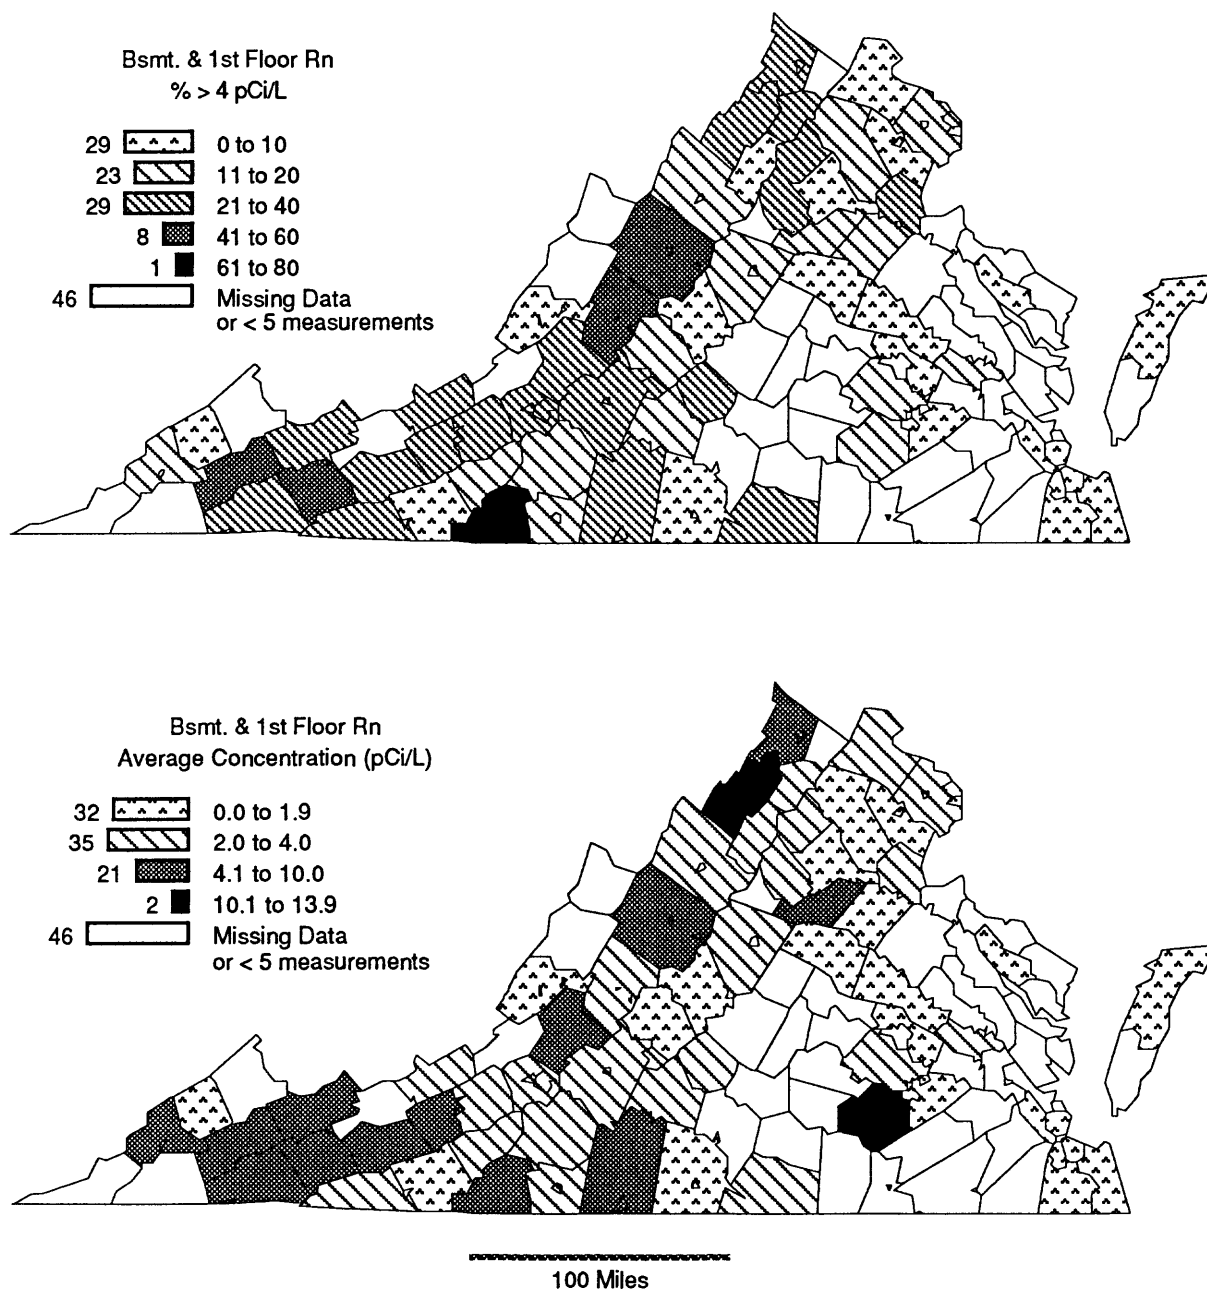 Bsmt. & 1st Floor Rn
% > 4 pCi/L
29 0 to 10
23 11 to 20
29 21 to 40
8 41 to 60
1 61 to 80
46 Missing Data
or < 5 measurements
Bsmt. & 1st Floor Rn
Average Concentration (pCi/L)
32 0.0 to 1.9
35 2.0 to 4.0
21 4.1 to 10.0
2 10.1 to 13.9
46 Missing Data
or < 5 measurements
100 Miles